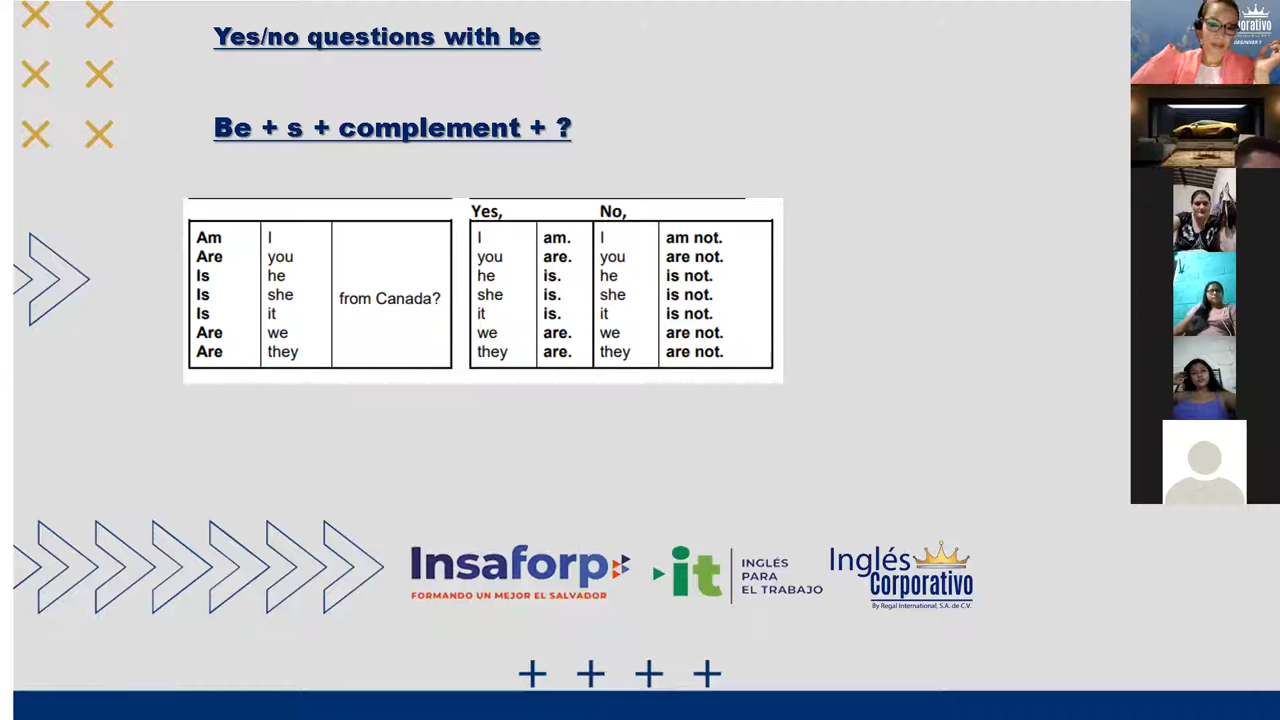 Yes/no questions with be
Be + s + complement + ?
Am I
Are you
Is he
Is she
Is it
Are we
Are they
from Canada?
Yes, No,
I am. I am not.
you are. you are not.
he is. he is not.
she is. she is not.
it is. it is not.
we are. we are not.
they are. they are not.
Insaforp
FORMANDO UN MEJOR EL SALVADOR
it
INGLÉS
PARA
EL TRABAJO
Inglés
Corporativo
By Regal International, S.A. de C.V.
porativo
BEGINNER 1